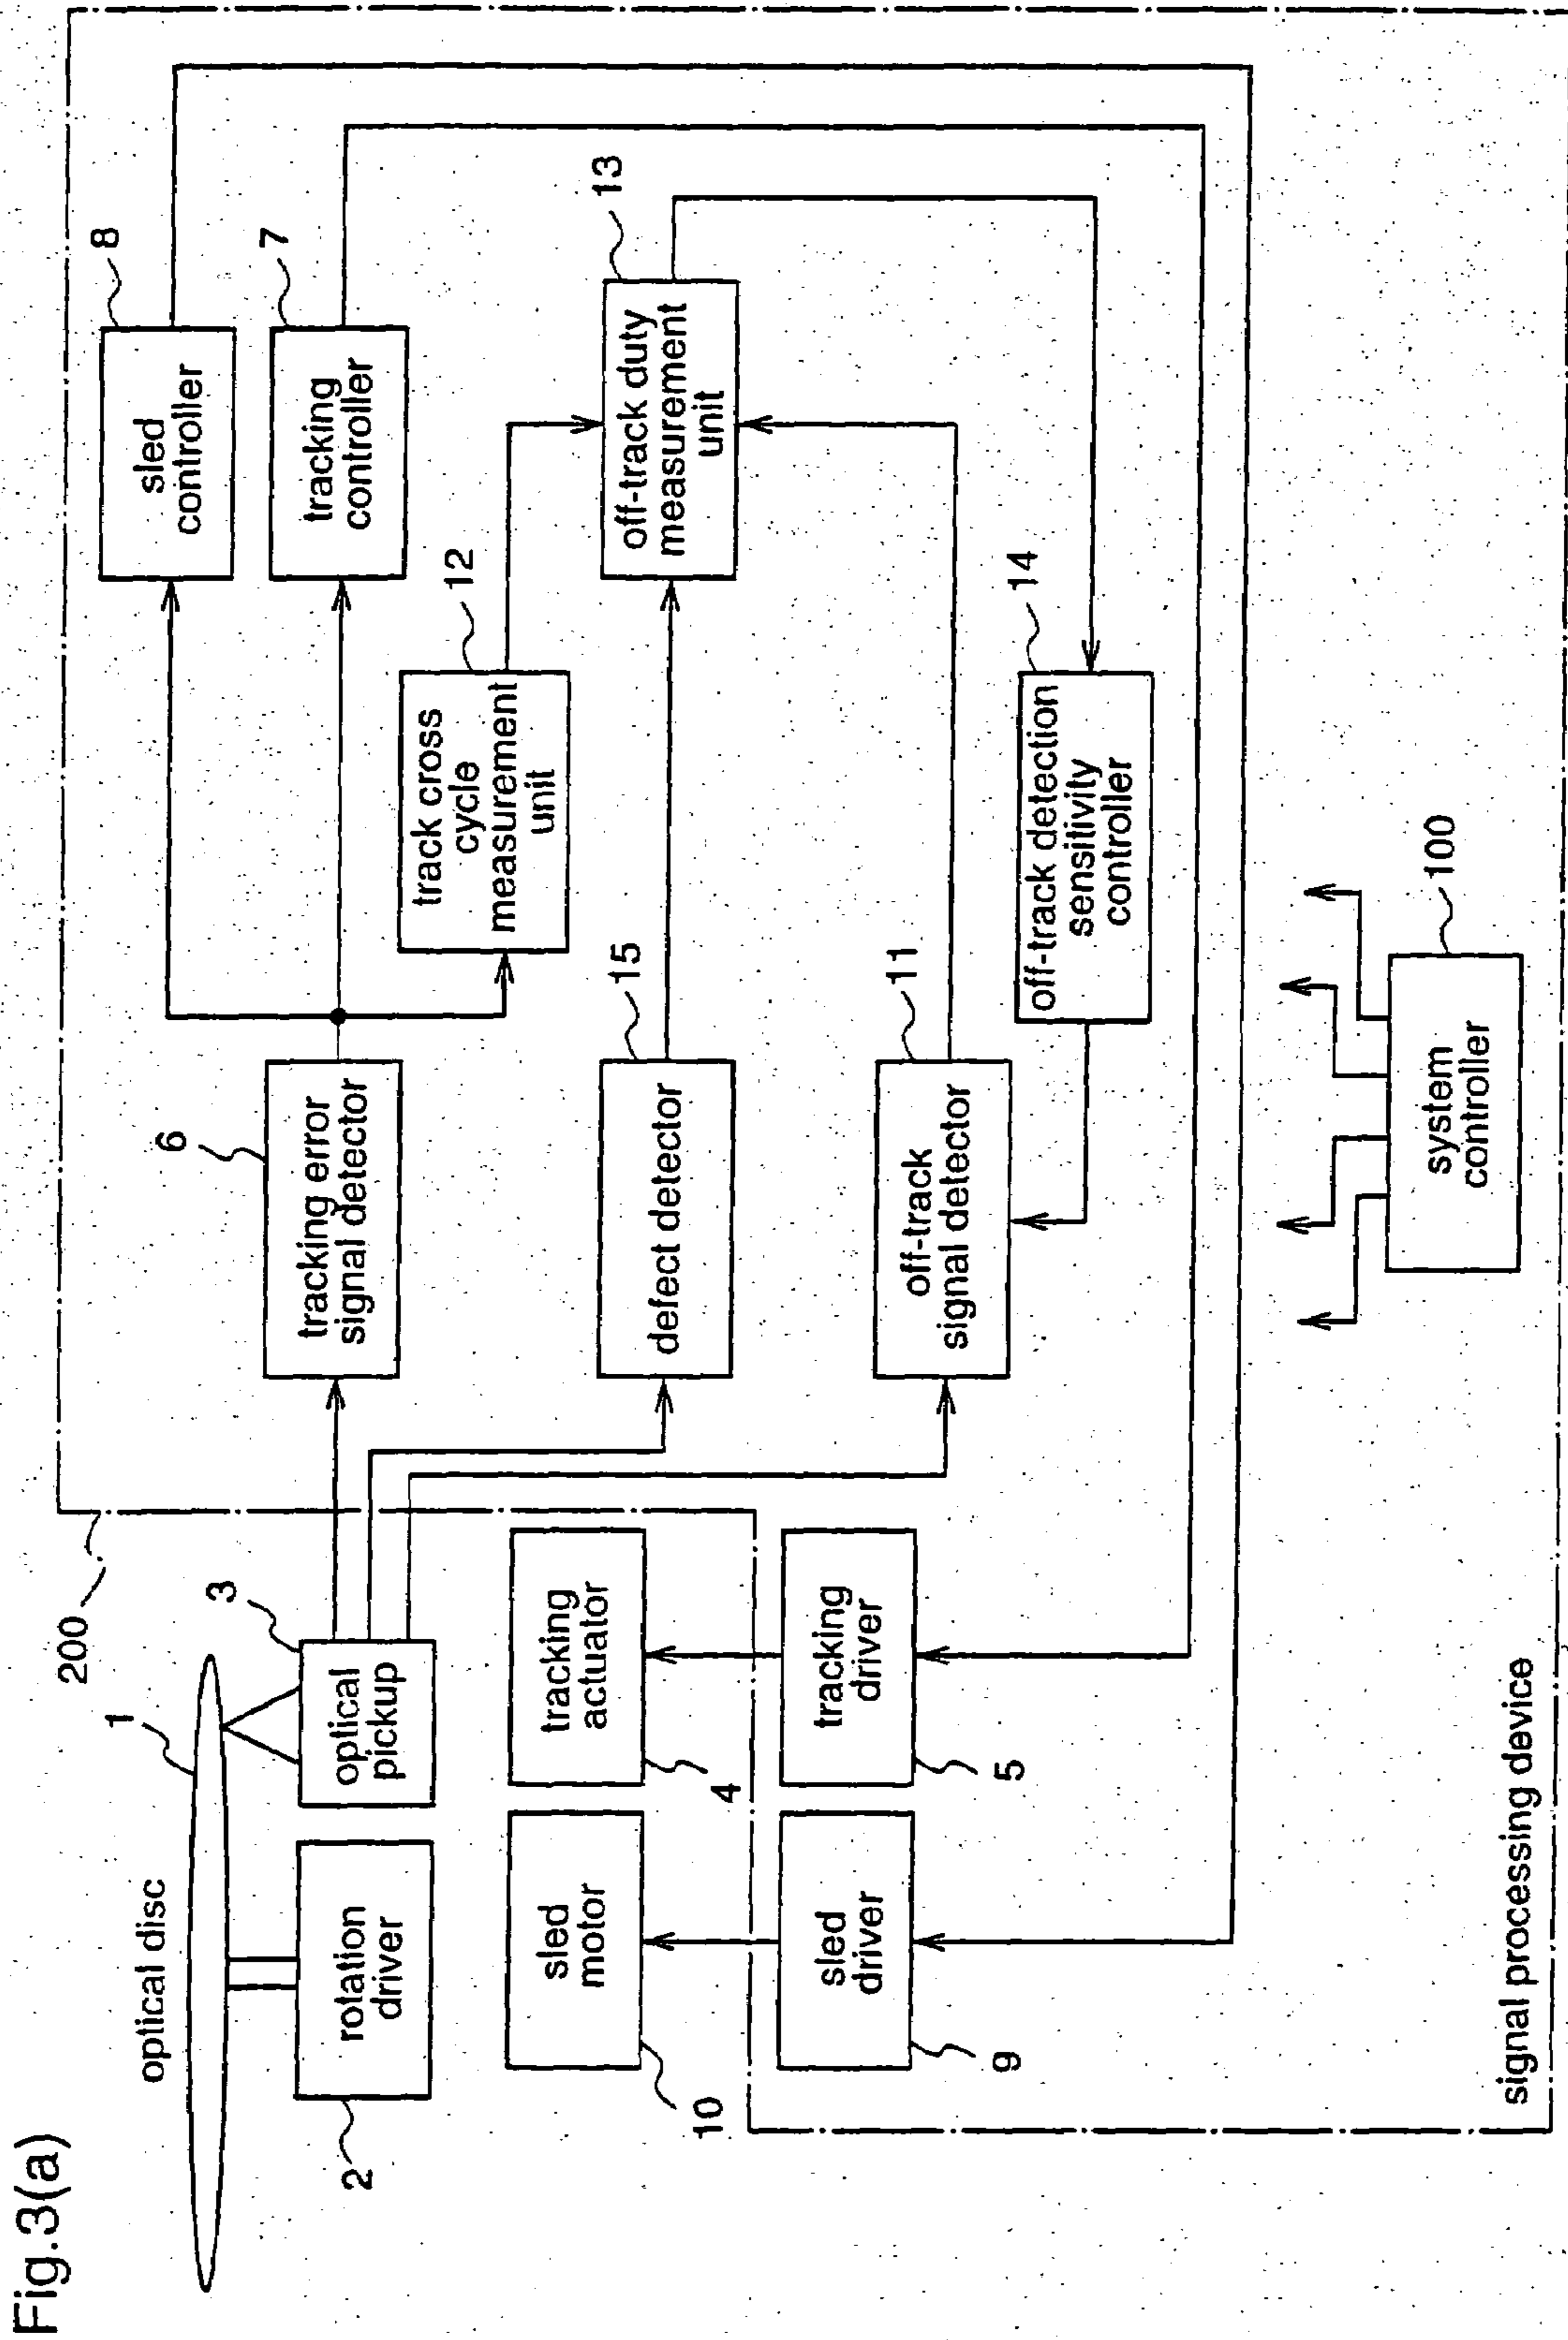 Fig.3(a)
optical disc
1
200
rotation
driver
2
optical
pickup
3
sled
motor
10
tracking
actuator
4
sled
driver
9
tracking
driver
5
tracking error
signal detector
6
defect detector
15
off-track
signal detector
11
sled
controller
8
tracking
controller
7
track cross
cycle
measurement
unit
12
off-track duty
measurement
unit
13
off-track detection
sensitivity
controller
14
system
controller
100
signal processing device